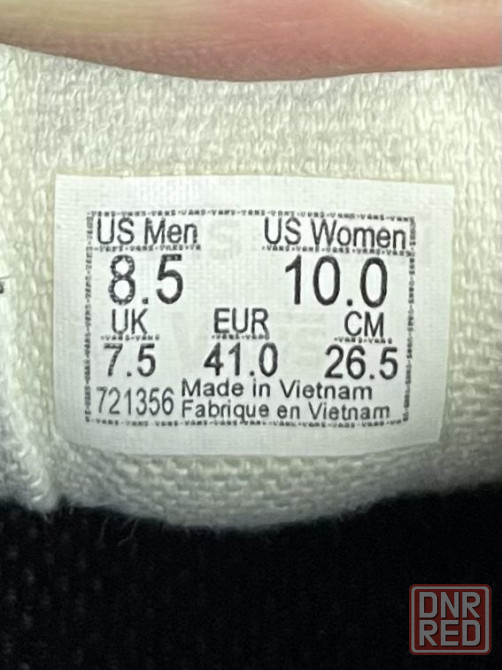 US Men US Women
8.5 10.0
UK EUR CM
7.5 41.0 26.5
721356 Made in Vietnam
Fabrique en Vietnam
DNR
RED